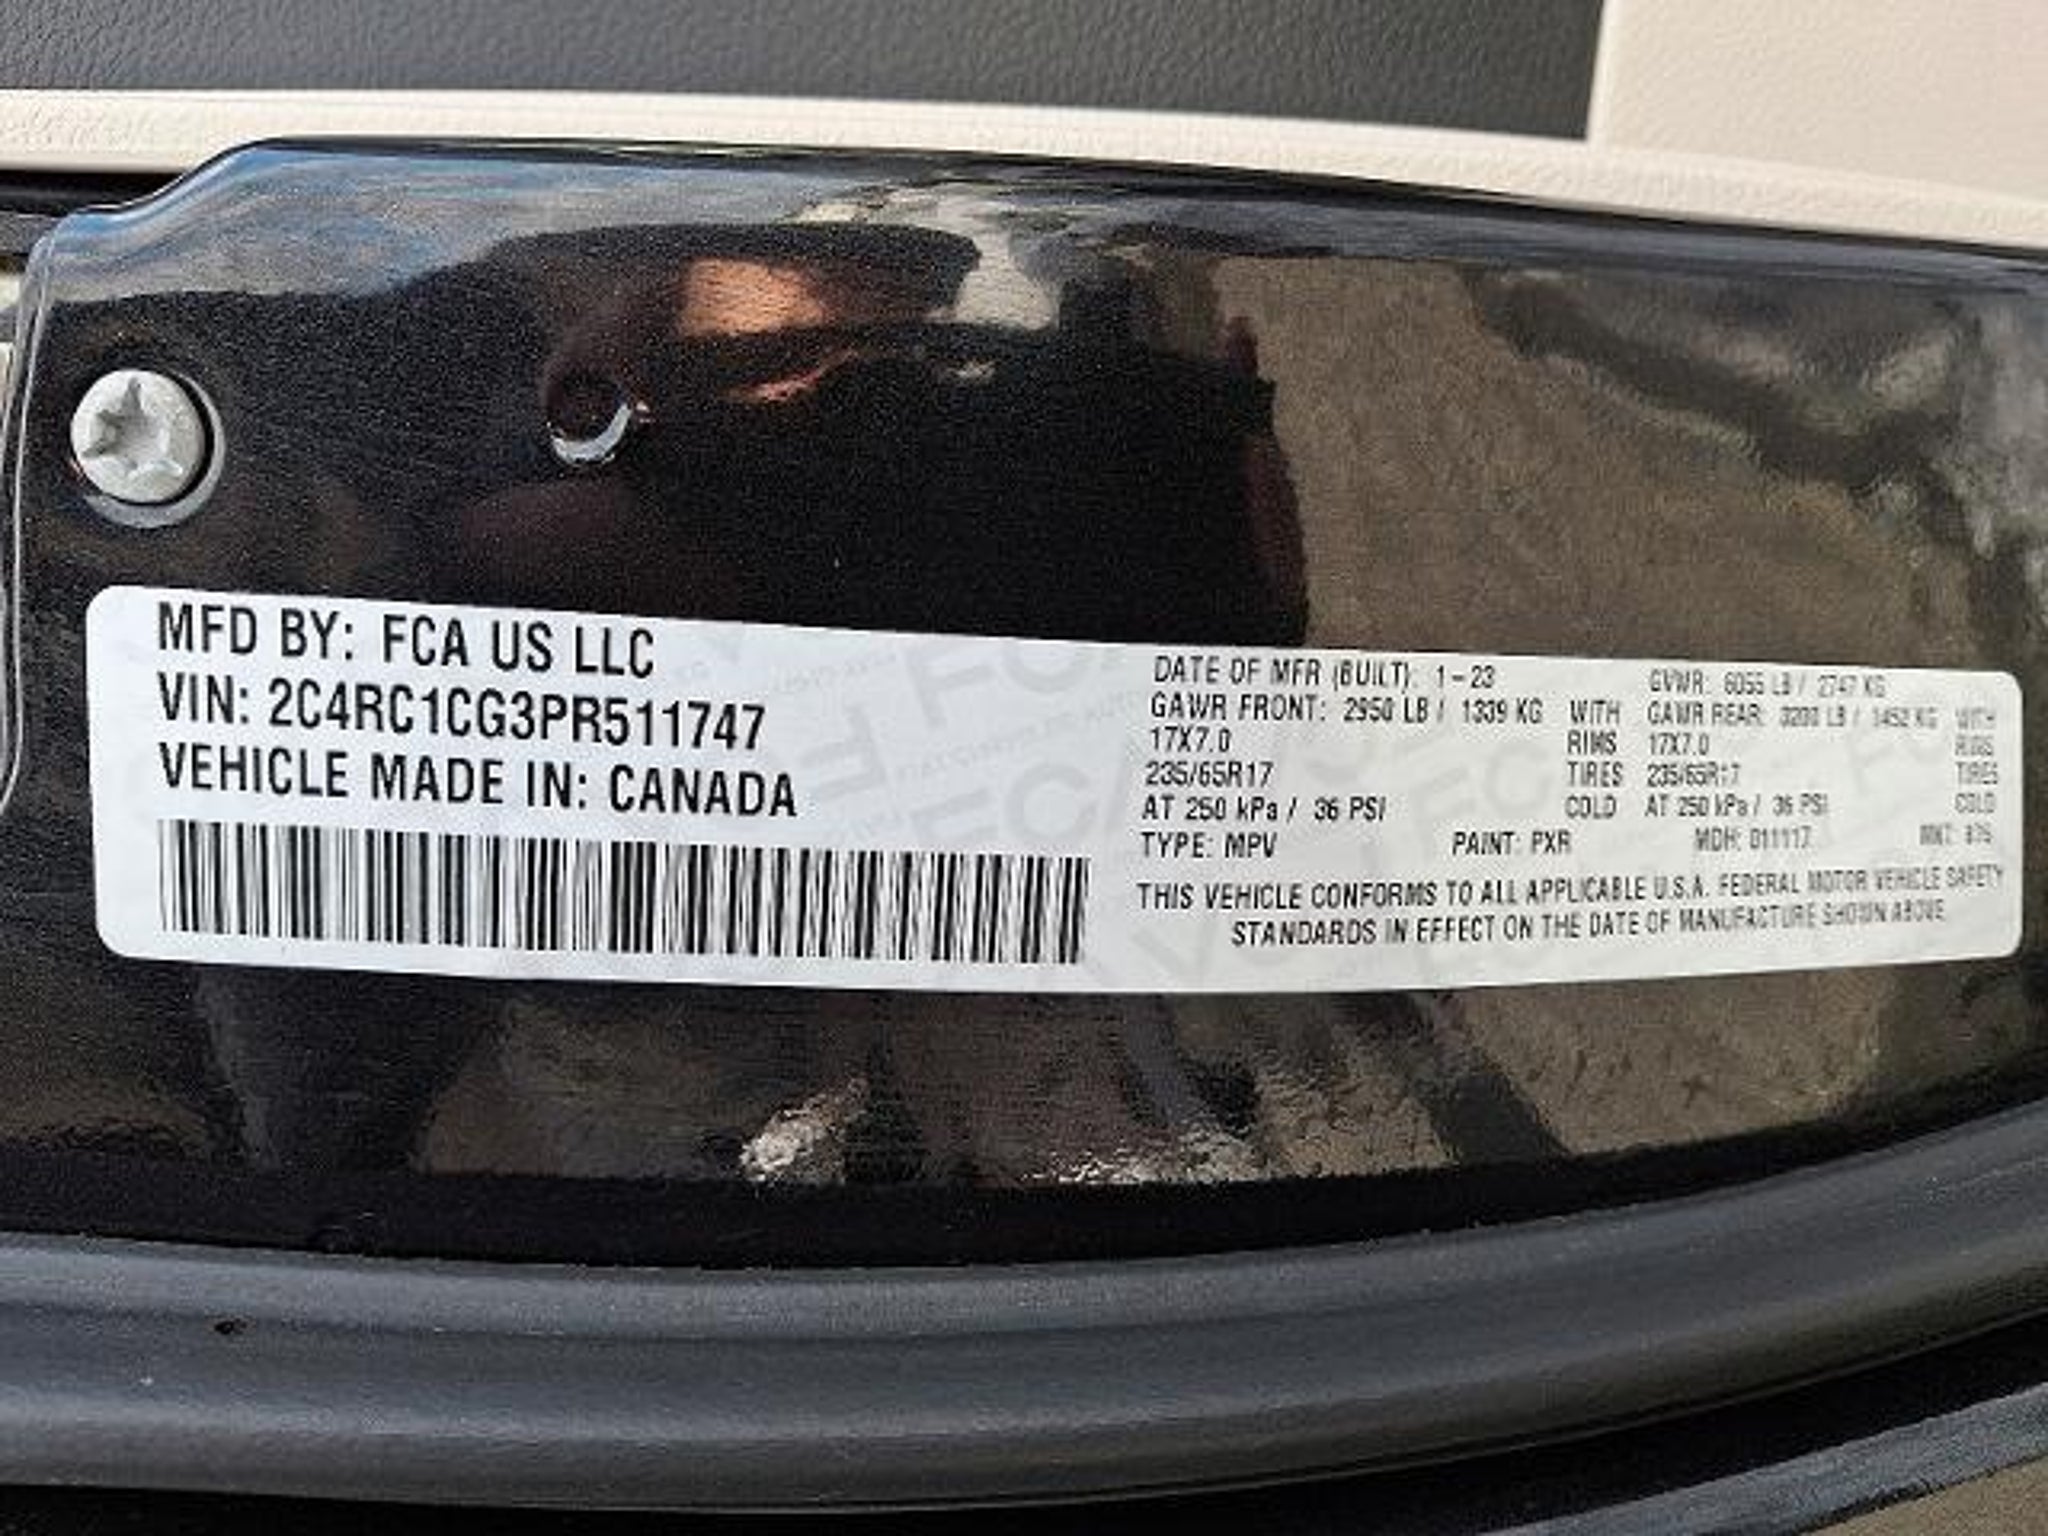 MFD BY: FCA US LLC
VIN: 2C4RC1CG3PR511747
VEHICLE MADE IN: CANADA
DATE OF MFR (BUILT): 1-23 GVWR: 6055 LB / 2747 KG
GAWR FRONT: 2950 LB / 1339 KG WITH GAWR REAR: 3200 LB / 1452 KG WITH
17X7.0 RIMS 17X7.0 RIMS
235/65R17 TIRES 235/65R17 TIRES
AT 250 kPa / 36 PSI COLD AT 250 kPa / 36 PSI COLD
TYPE: MPV PAINT: PXR MDH: 011117
THIS VEHICLE CONFORMS TO ALL APPLICABLE U.S.A. FEDERAL MOTOR VEHICLE SAFETY
STANDARDS IN EFFECT ON THE DATE OF MANUFACTURE SHOWN ABOVE